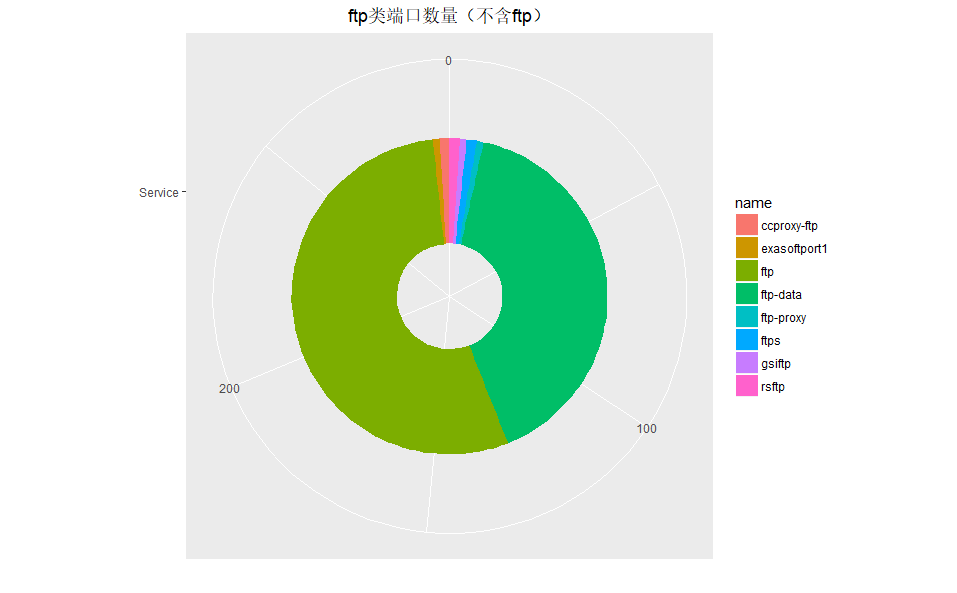 ftp类端口数量（不含ftp）
0
Service
200
100
name
ccproxy-ftp
exasoftport1
ftp
ftp-data
ftp-proxy
ftps
gsiftp
rsftp